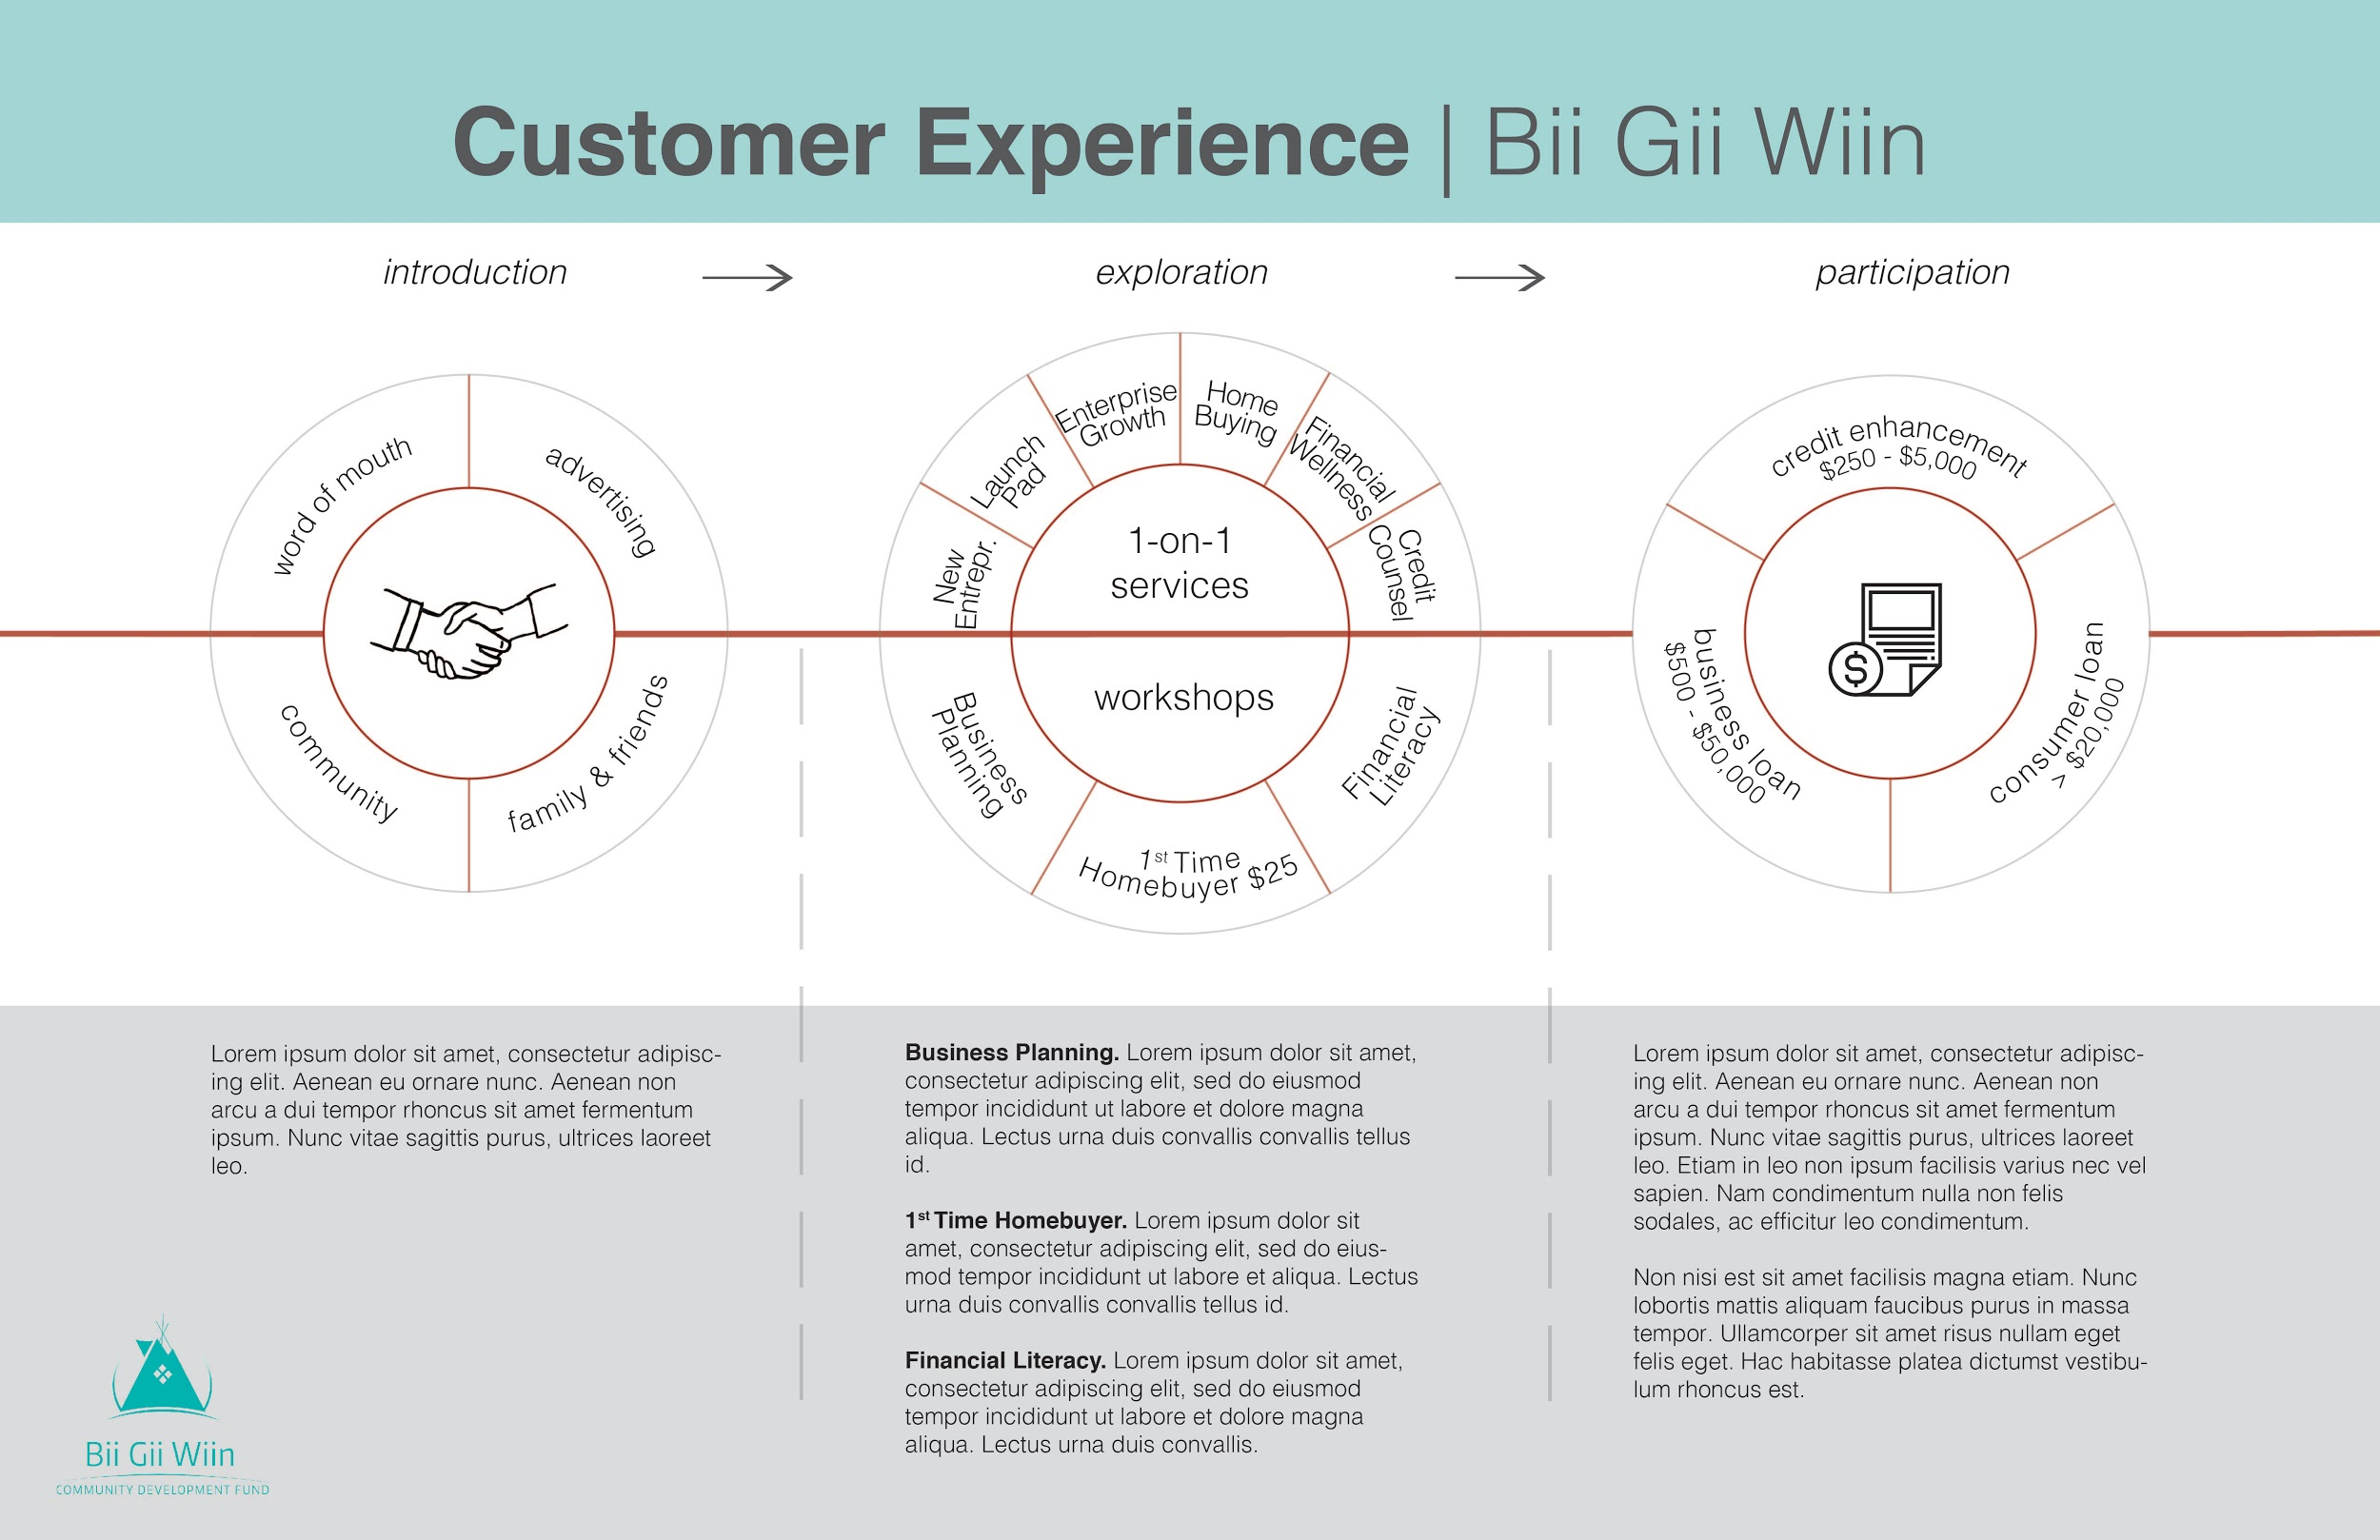 Customer Experience | Bii Gii Wiin
introduction
exploration
participation
word of mouth
advertising
community
family & friends
New
Entrepr.
Launch
Pad
Enterprise
Growth
Home
Buying
Financial
Wellness
Credit
Counsel
1-on-1
services
workshops
Business
Planning
1st Time
Homebuyer $25
Financial
Literacy
credit enhancement
$250 - $5,000
business loan
$500 - $50,000
consumer loan
> $20,000
$
Lorem ipsum dolor sit amet, consectetur adipisc-
ing elit. Aenean eu ornare nunc. Aenean non
arcu a dui tempor rhoncus sit amet fermentum
ipsum. Nunc vitae sagittis purus, ultrices laoreet
leo.
Business Planning. Lorem ipsum dolor sit amet,
consectetur adipiscing elit, sed do eiusmod
tempor incididunt ut labore et dolore magna
aliqua. Lectus urna duis convallis convallis tellus
id.
1st Time Homebuyer. Lorem ipsum dolor sit
amet, consectetur adipiscing elit, sed do eius-
mod tempor incididunt ut labore et aliqua. Lectus
urna duis convallis convallis tellus id.
Financial Literacy. Lorem ipsum dolor sit amet,
consectetur adipiscing elit, sed do eiusmod
tempor incididunt ut labore et dolore magna
aliqua. Lectus urna duis convallis.
Lorem ipsum dolor sit amet, consectetur adipisc-
ing elit. Aenean eu ornare nunc. Aenean non
arcu a dui tempor rhoncus sit amet fermentum
ipsum. Nunc vitae sagittis purus, ultrices laoreet
leo. Etiam in leo non ipsum facilisis varius nec vel
sapien. Nam condimentum nulla non felis
sodales, ac efficitur leo condimentum.
Non nisi est sit amet facilisis magna etiam. Nunc
lobortis mattis aliquam faucibus purus in massa
tempor. Ullamcorper sit amet risus nullam eget
felis eget. Hac habitasse platea dictumst vestibu-
lum rhoncus est.
Bii Gii Wiin
COMMUNITY DEVELOPMENT FUND